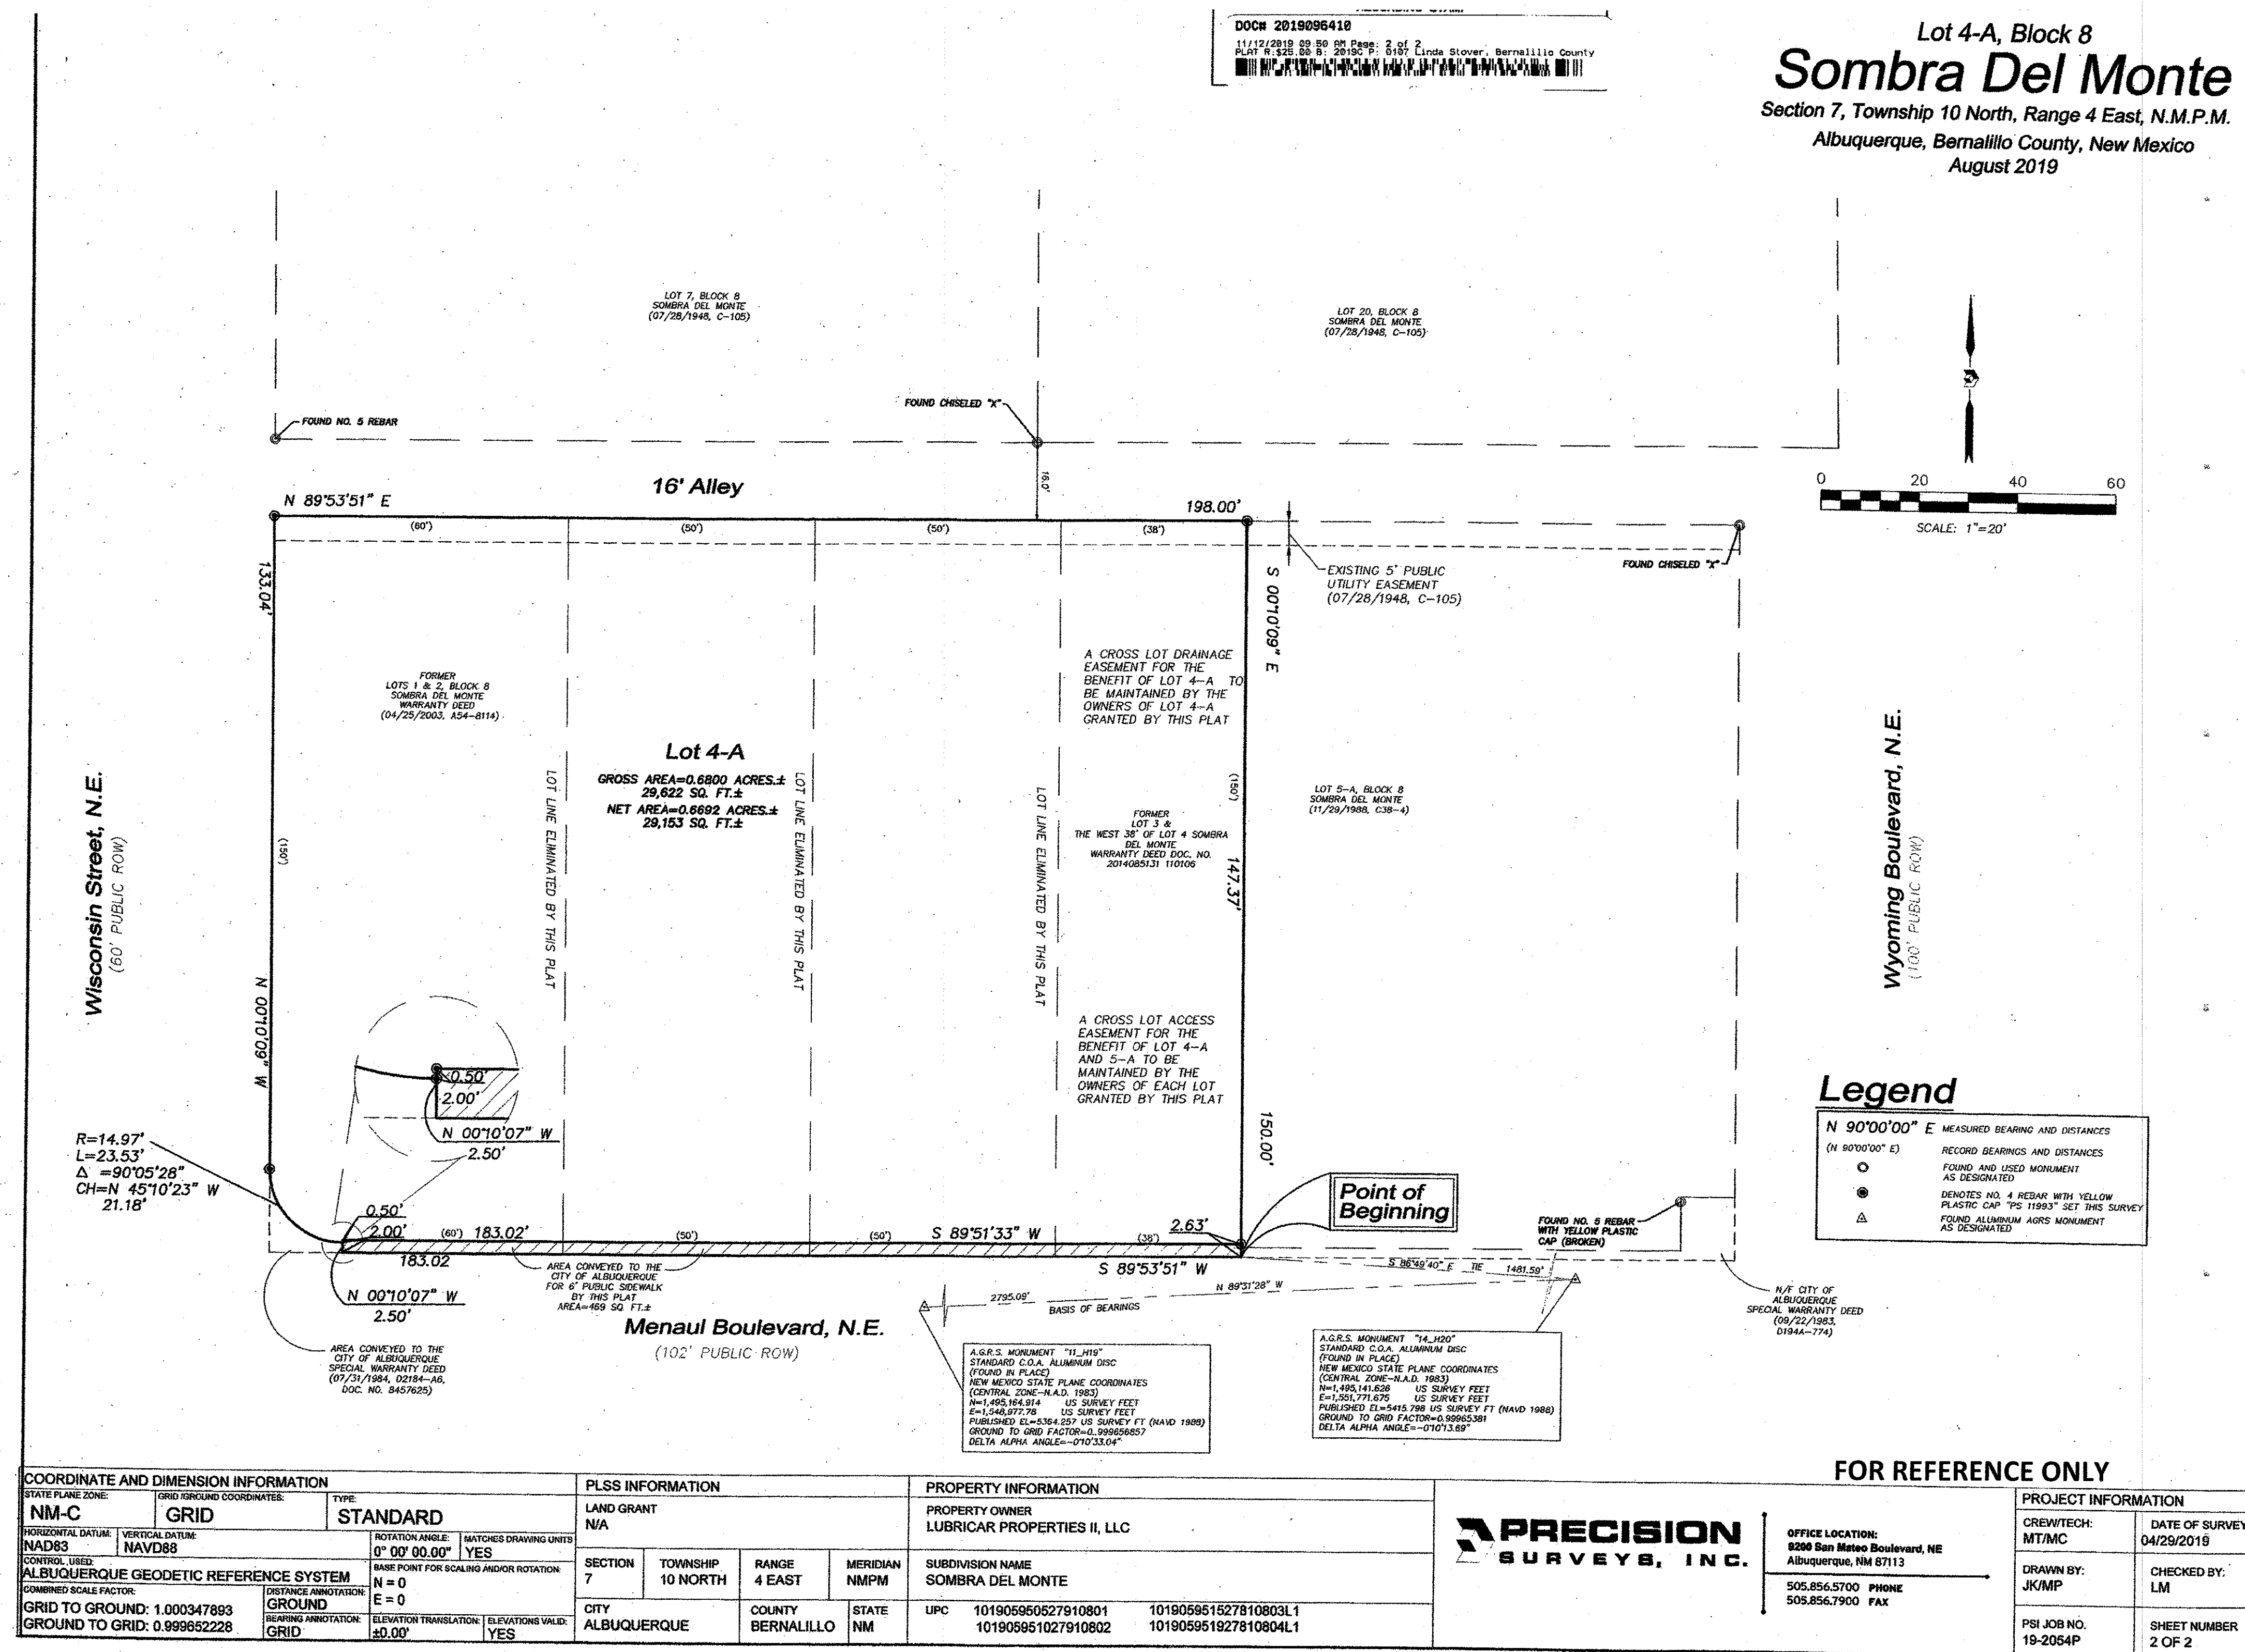 DOC# 2019096410
11/12/2019 09:50 AM Page: 2 of 2
PLAT R:$25.00 B: 2019C P: 0107 Linda Stover, Bernalillo County
Lot 4-A, Block 8
Sombra Del Monte
Section 7, Township 10 North, Range 4 East, N.M.P.M.
Albuquerque, Bernalillo County, New Mexico
August 2019
LOT 7, BLOCK 8
SOMBRA DEL MONTE
(07/28/1948, C-105)
LOT 20, BLOCK 8
SOMBRA DEL MONTE
(07/28/1948, C-105)
FOUND NO. 5 REBAR
FOUND CHISELED "X"
16' Alley
16.0'
N 89°53'51" E
198.00'
(60')
(50')
(50')
(38')
0 20 40 60
SCALE: 1"=20'
FOUND CHISELED "X"
EXISTING 5' PUBLIC
UTILITY EASEMENT
(07/28/1948, C-105)
133.04'
S 00°10'09" E
A CROSS LOT DRAINAGE
EASEMENT FOR THE
BENEFIT OF LOT 4-A TO
BE MAINTAINED BY THE
OWNERS OF LOT 4-A
GRANTED BY THIS PLAT
FORMER
LOTS 1 & 2, BLOCK 8
SOMBRA DEL MONTE
WARRANTY DEED
(04/25/2003, A54-8114)
Lot 4-A
GROSS AREA=0.6800 ACRES.±
29,622 SQ. FT.±
NET AREA=0.6692 ACRES.±
29,153 SQ. FT.±
LOT LINE ELIMINATED BY THIS PLAT
LOT LINE ELIMINATED BY THIS PLAT
LOT LINE ELIMINATED BY THIS PLAT
(150')
FORMER
LOT 3 &
THE WEST 38' OF LOT 4 SOMBRA
DEL MONTE
WARRANTY DEED DOC. NO.
2014085131 110106
147.37'
LOT 5-A, BLOCK 8
SOMBRA DEL MONTE
(11/29/1988, C38-4)
Wisconsin Street, N.E.
(60' PUBLIC ROW)
(150')
Wyoming Boulevard, N.E.
(100' PUBLIC ROW)
N 00°10'09" W
A CROSS LOT ACCESS
EASEMENT FOR THE
BENEFIT OF LOT 4-A
AND 5-A TO BE
MAINTAINED BY THE
OWNERS OF EACH LOT
GRANTED BY THIS PLAT
150.00'
0.50'
2.00'
N 00°10'07" W
2.50'
R=14.97'
L=23.53'
Δ =90°05'28"
CH=N 45°10'23" W
21.18'
Legend
N 90°00'00" E MEASURED BEARING AND DISTANCES
(N 90°00'00" E) RECORD BEARINGS AND DISTANCES
FOUND AND USED MONUMENT
AS DESIGNATED
DENOTES NO. 4 REBAR WITH YELLOW
PLASTIC CAP "PS 11993" SET THIS SURVEY
FOUND ALUMINUM AGRS MONUMENT
AS DESIGNATED
Point of
Beginning
0.50'
2.00'
(60')
183.02'
(50')
(50')
S 89°51'33" W
(38')
2.63'
183.02
S 89°53'51" W
FOUND NO. 5 REBAR
WITH YELLOW PLASTIC
CAP (BROKEN)
AREA CONVEYED TO THE
CITY OF ALBUQUERQUE
FOR 6' PUBLIC SIDEWALK
BY THIS PLAT
AREA=469 SQ. FT.±
N 00°10'07" W
2.50'
S 86°49'40" E TIE 1481.59'
2795.09'
BASIS OF BEARINGS
N 89°31'28" W
Menaul Boulevard, N.E.
(102' PUBLIC ROW)
AREA CONVEYED TO THE
CITY OF ALBUQUERQUE
SPECIAL WARRANTY DEED
(07/31/1984, D2184-A6,
DOC. NO. 8457625)
N/F CITY OF
ALBUQUERQUE
SPECIAL WARRANTY DEED
(09/22/1983,
D194A-774)
A.G.R.S. MONUMENT "11_H19"
STANDARD C.O.A. ALUMINUM DISC
(FOUND IN PLACE)
NEW MEXICO STATE PLANE COORDINATES
(CENTRAL ZONE-N.A.D. 1983)
N=1,495,164.914 US SURVEY FEET
E=1,548,977.78 US SURVEY FEET
PUBLISHED EL=5364.257 US SURVEY FT (NAVD 1988)
GROUND TO GRID FACTOR=0..999656857
DELTA ALPHA ANGLE=-0°10'33.04"
A.G.R.S. MONUMENT "14_H20"
STANDARD C.O.A. ALUMINUM DISC
(FOUND IN PLACE)
NEW MEXICO STATE PLANE COORDINATES
(CENTRAL ZONE-N.A.D. 1983)
N=1,495,141.626 US SURVEY FEET
E=1,551,771.675 US SURVEY FEET
PUBLISHED EL=5415.798 US SURVEY FT (NAVD 1988)
GROUND TO GRID FACTOR=0.99965381
DELTA ALPHA ANGLE=-0°10'13.69"
FOR REFERENCE ONLY
COORDINATE AND DIMENSION INFORMATION
STATE PLANE ZONE:
NM-C
GRID /GROUND COORDINATES:
GRID
TYPE:
STANDARD
HORIZONTAL DATUM:
NAD83
VERTICAL DATUM:
NAVD88
ROTATION ANGLE:
0° 00' 00.00"
MATCHES DRAWING UNITS
YES
CONTROL USED:
ALBUQUERQUE GEODETIC REFERENCE SYSTEM
BASE POINT FOR SCALING AND/OR ROTATION:
N = 0
E = 0
COMBINED SCALE FACTOR:
GRID TO GROUND: 1.000347893
GROUND TO GRID: 0.999652228
DISTANCE ANNOTATION:
GROUND
BEARING ANNOTATION:
GRID
ELEVATION TRANSLATION:
±0.00'
ELEVATIONS VALID:
YES
PLSS INFORMATION
LAND GRANT
N/A
SECTION
7
TOWNSHIP
10 NORTH
RANGE
4 EAST
MERIDIAN
NMPM
CITY
ALBUQUERQUE
COUNTY
BERNALILLO
STATE
NM
PROPERTY INFORMATION
PROPERTY OWNER
LUBRICAR PROPERTIES II, LLC
SUBDIVISION NAME
SOMBRA DEL MONTE
UPC 101905950527910801 101905951527810803L1
101905951027910802 101905951927810804L1
PRECISION
SURVEYS, INC.
OFFICE LOCATION:
9200 San Mateo Boulevard, NE
Albuquerque, NM 87113
505.856.5700 PHONE
505.856.7900 FAX
PROJECT INFORMATION
CREW/TECH:
MT/MC
DATE OF SURVEY
04/29/2019
DRAWN BY:
JK/MP
CHECKED BY:
LM
PSI JOB NO.
19-2054P
SHEET NUMBER
2 OF 2